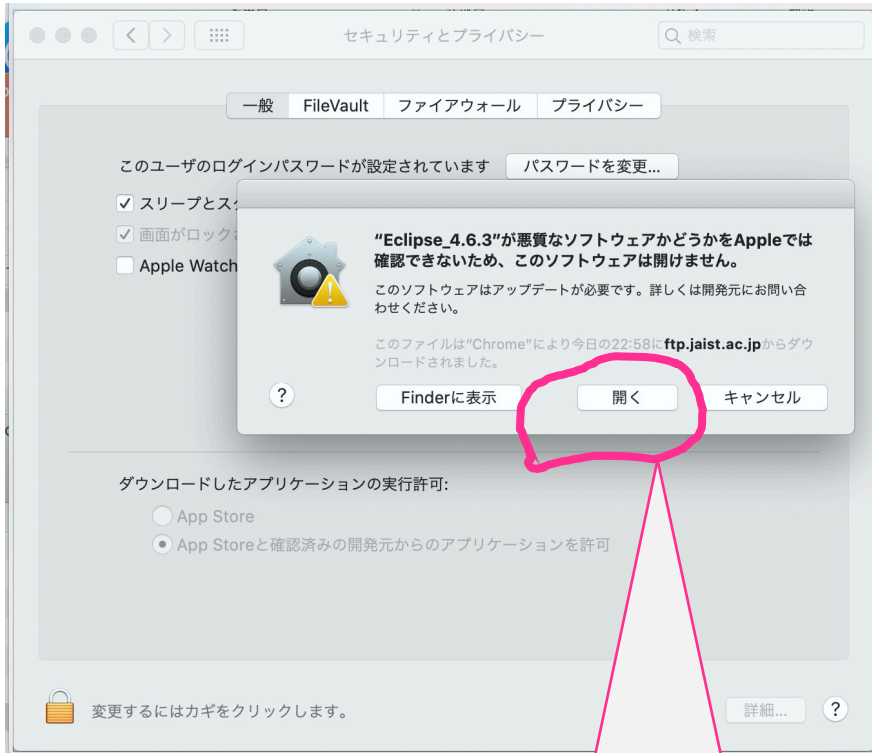 セキュリティとプライバシー
検索
一般
FileVault
ファイアウォール
プライバシー
このユーザのログインパスワードが設定されています
パスワードを変更...
スリープとス
画面がロック
Apple Watch
“Eclipse_4.6.3”が悪質なソフトウェアかどうかをAppleでは
確認できないため、このソフトウェアは開けません。
このソフトウェアはアップデートが必要です。詳しくは開発元にお問い合
わせください。
このファイルは“Chrome”により今日の22:58にftp.jaist.ac.jpからダウ
ンロードされました。
?
Finderに表示
開く
キャンセル
ダウンロードしたアプリケーションの実行許可:
App Store
App Storeと確認済みの開発元からのアプリケーションを許可
変更するにはカギをクリックします。
詳細...
?